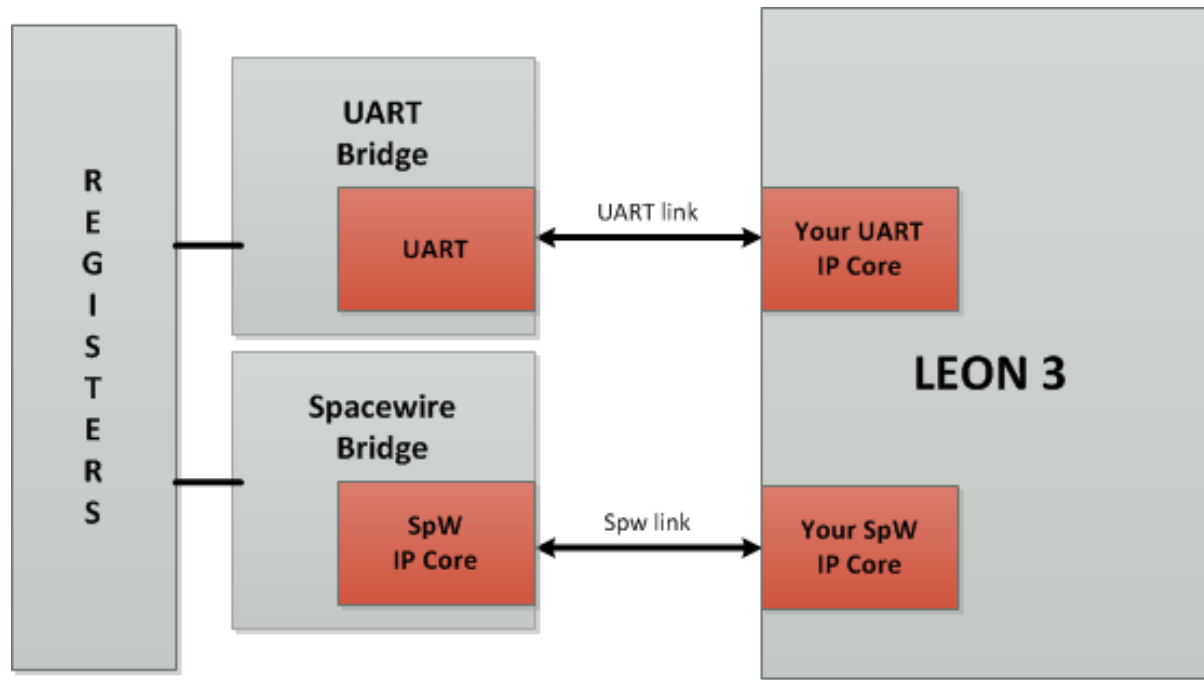 REGISTERS
UART
Bridge
UART
UART link
Your UART
IP Core
LEON 3
Spacewire
Bridge
SpW
IP Core
Spw link
Your SpW
IP Core